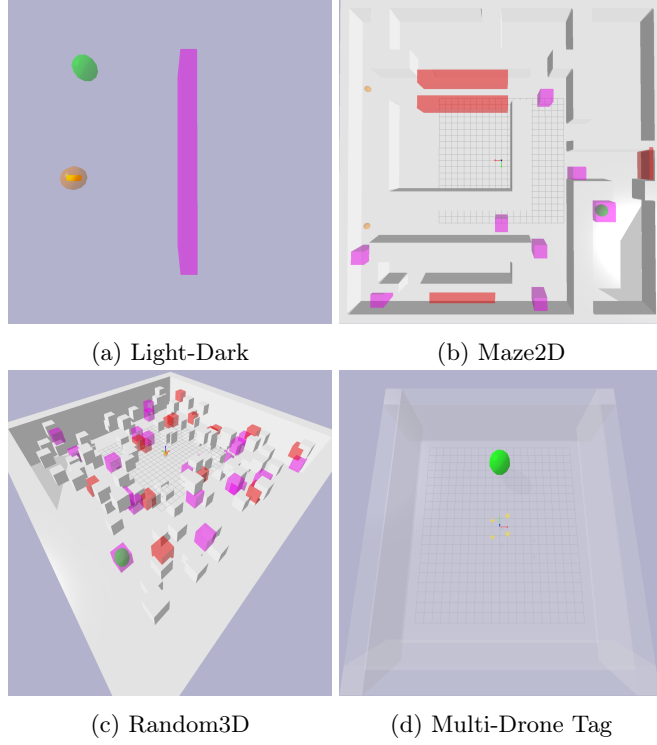 (a) Light-Dark
(b) Maze2D
(c) Random3D
(d) Multi-Drone Tag